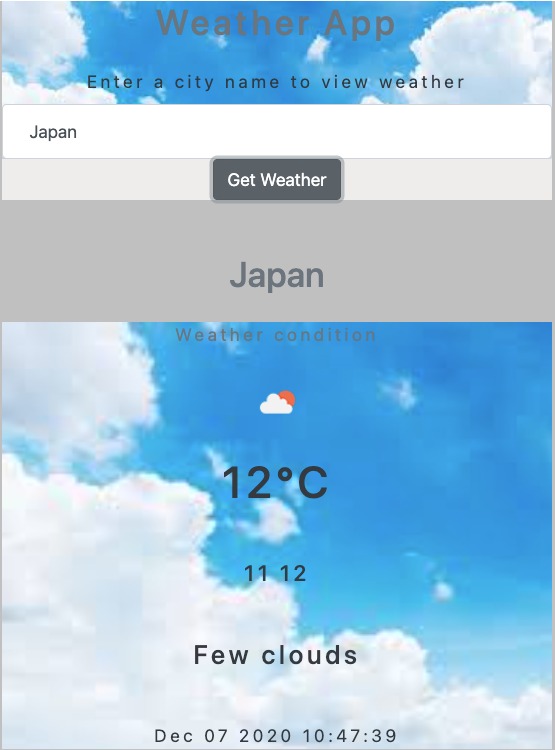 Weather App
Enter a city name to view weather
Japan
Get Weather
Japan
Weather condition
12°C
11 12
Few clouds
Dec 07 2020 10:47:39